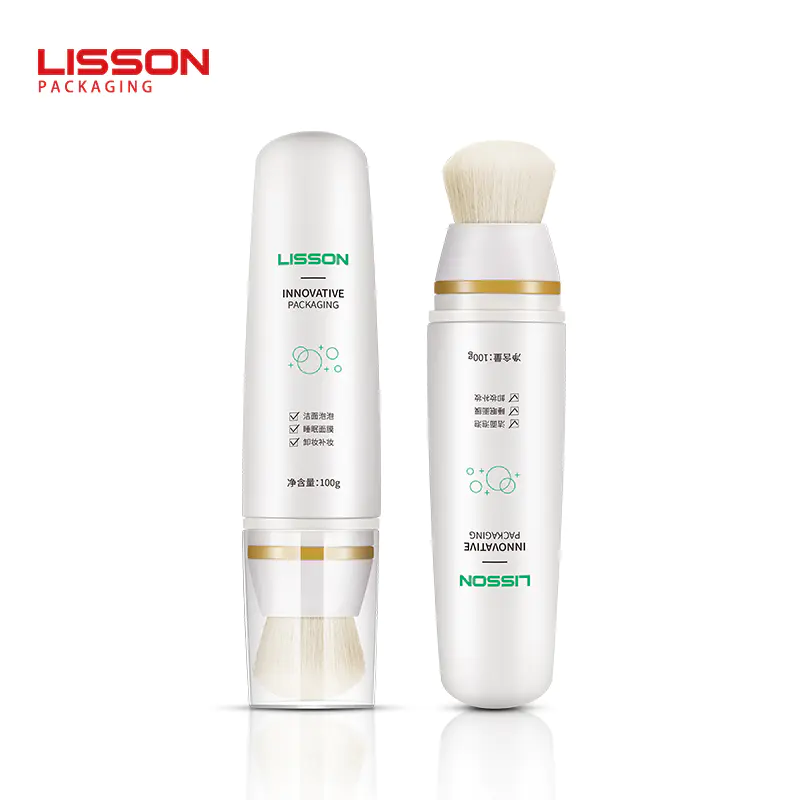 LISSON
PACKAGING
LISSON
INNOVATIVE
PACKAGING
洁面泡泡
睡眠面膜
卸妆补妆
净含量:100g
净含量:100g
卸妆补妆
睡眠面膜
洁面泡泡
PACKAGING
INNOVATIVE
LISSON